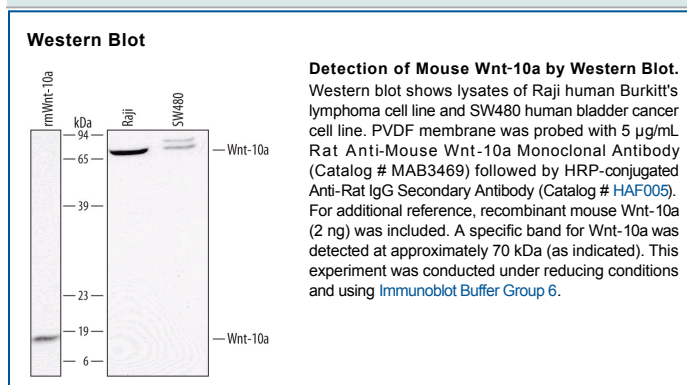 Western Blot
rmWnt-10a
kDa
Raji
SW480
94
65
39
23
19
6
Wnt-10a
Wnt-10a
Detection of Mouse Wnt-10a by Western Blot.
Western blot shows lysates of Raji human Burkitt's
lymphoma cell line and SW480 human bladder cancer
cell line. PVDF membrane was probed with 5 µg/mL
Rat Anti-Mouse Wnt-10a Monoclonal Antibody
(Catalog # MAB3469) followed by HRP-conjugated
Anti-Rat IgG Secondary Antibody (Catalog # HAF005).
For additional reference, recombinant mouse Wnt-10a
(2 ng) was included. A specific band for Wnt-10a was
detected at approximately 70 kDa (as indicated). This
experiment was conducted under reducing conditions
and using Immunoblot Buffer Group 6.